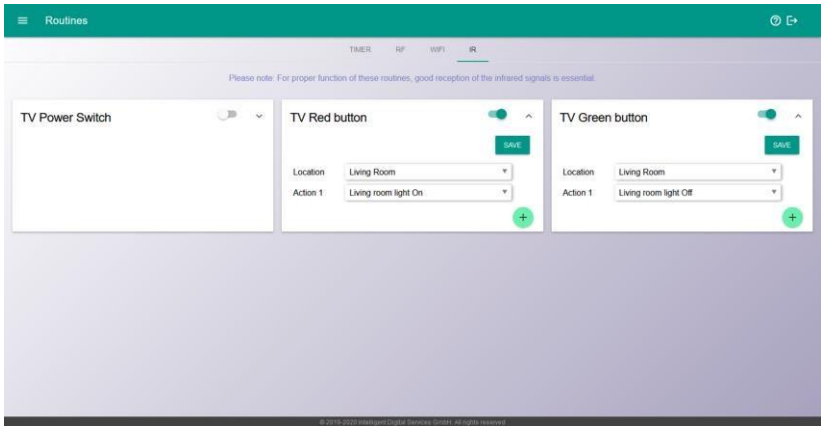 Routines
TIMER RF WIFI IR
Please note: For proper function of these routines, good reception of the infrared signals is essential.
TV Power Switch
TV Red button
SAVE
Location Living Room
Action 1 Living room light On
+
TV Green button
SAVE
Location Living Room
Action 1 Living room light Off
+
© 2019-2020 Intelligent Digital Services GmbH. All rights reserved.